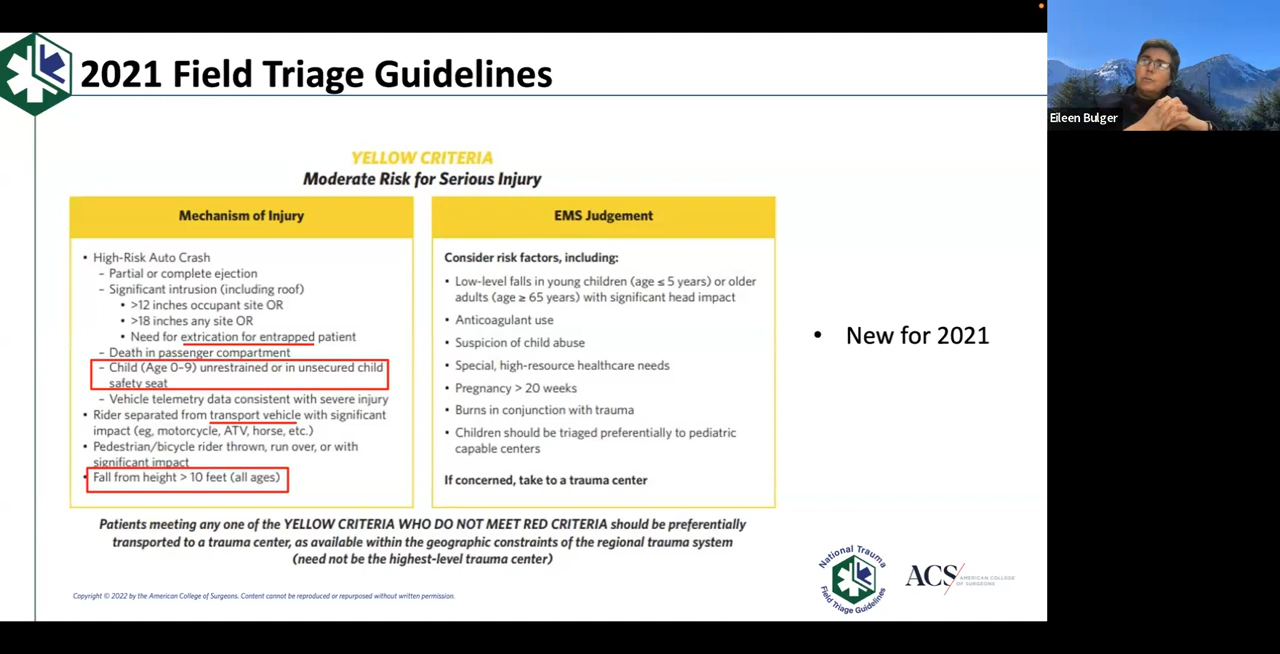 2021 Field Triage Guidelines
Eileen Bulger
YELLOW CRITERIA
Moderate Risk for Serious Injury
Mechanism of Injury
• High-Risk Auto Crash
– Partial or complete ejection
– Significant intrusion (including roof)
• >12 inches occupant site OR
• >18 inches any site OR
• Need for extrication for entrapped patient
– Death in passenger compartment
– Child (Age 0–9) unrestrained or in unsecured child
safety seat
– Vehicle telemetry data consistent with severe injury
• Rider separated from transport vehicle with significant
impact (eg, motorcycle, ATV, horse, etc.)
• Pedestrian/bicycle rider thrown, run over, or with
significant impact
• Fall from height > 10 feet (all ages)
EMS Judgement
Consider risk factors, including:
• Low-level falls in young children (age ≤ 5 years) or older
adults (age ≥ 65 years) with significant head impact
• Anticoagulant use
• Suspicion of child abuse
• Special, high-resource healthcare needs
• Pregnancy > 20 weeks
• Burns in conjunction with trauma
• Children should be triaged preferentially to pediatric
capable centers
If concerned, take to a trauma center
• New for 2021
Patients meeting any one of the YELLOW CRITERIA WHO DO NOT MEET RED CRITERIA should be preferentially
transported to a trauma center, as available within the geographic constraints of the regional trauma system
(need not be the highest-level trauma center)
Copyright © 2022 by the American College of Surgeons. Content cannot be reproduced or repurposed without written permission.
National Trauma
Field Triage Guidelines
ACS
AMERICAN COLLEGE
OF SURGEONS